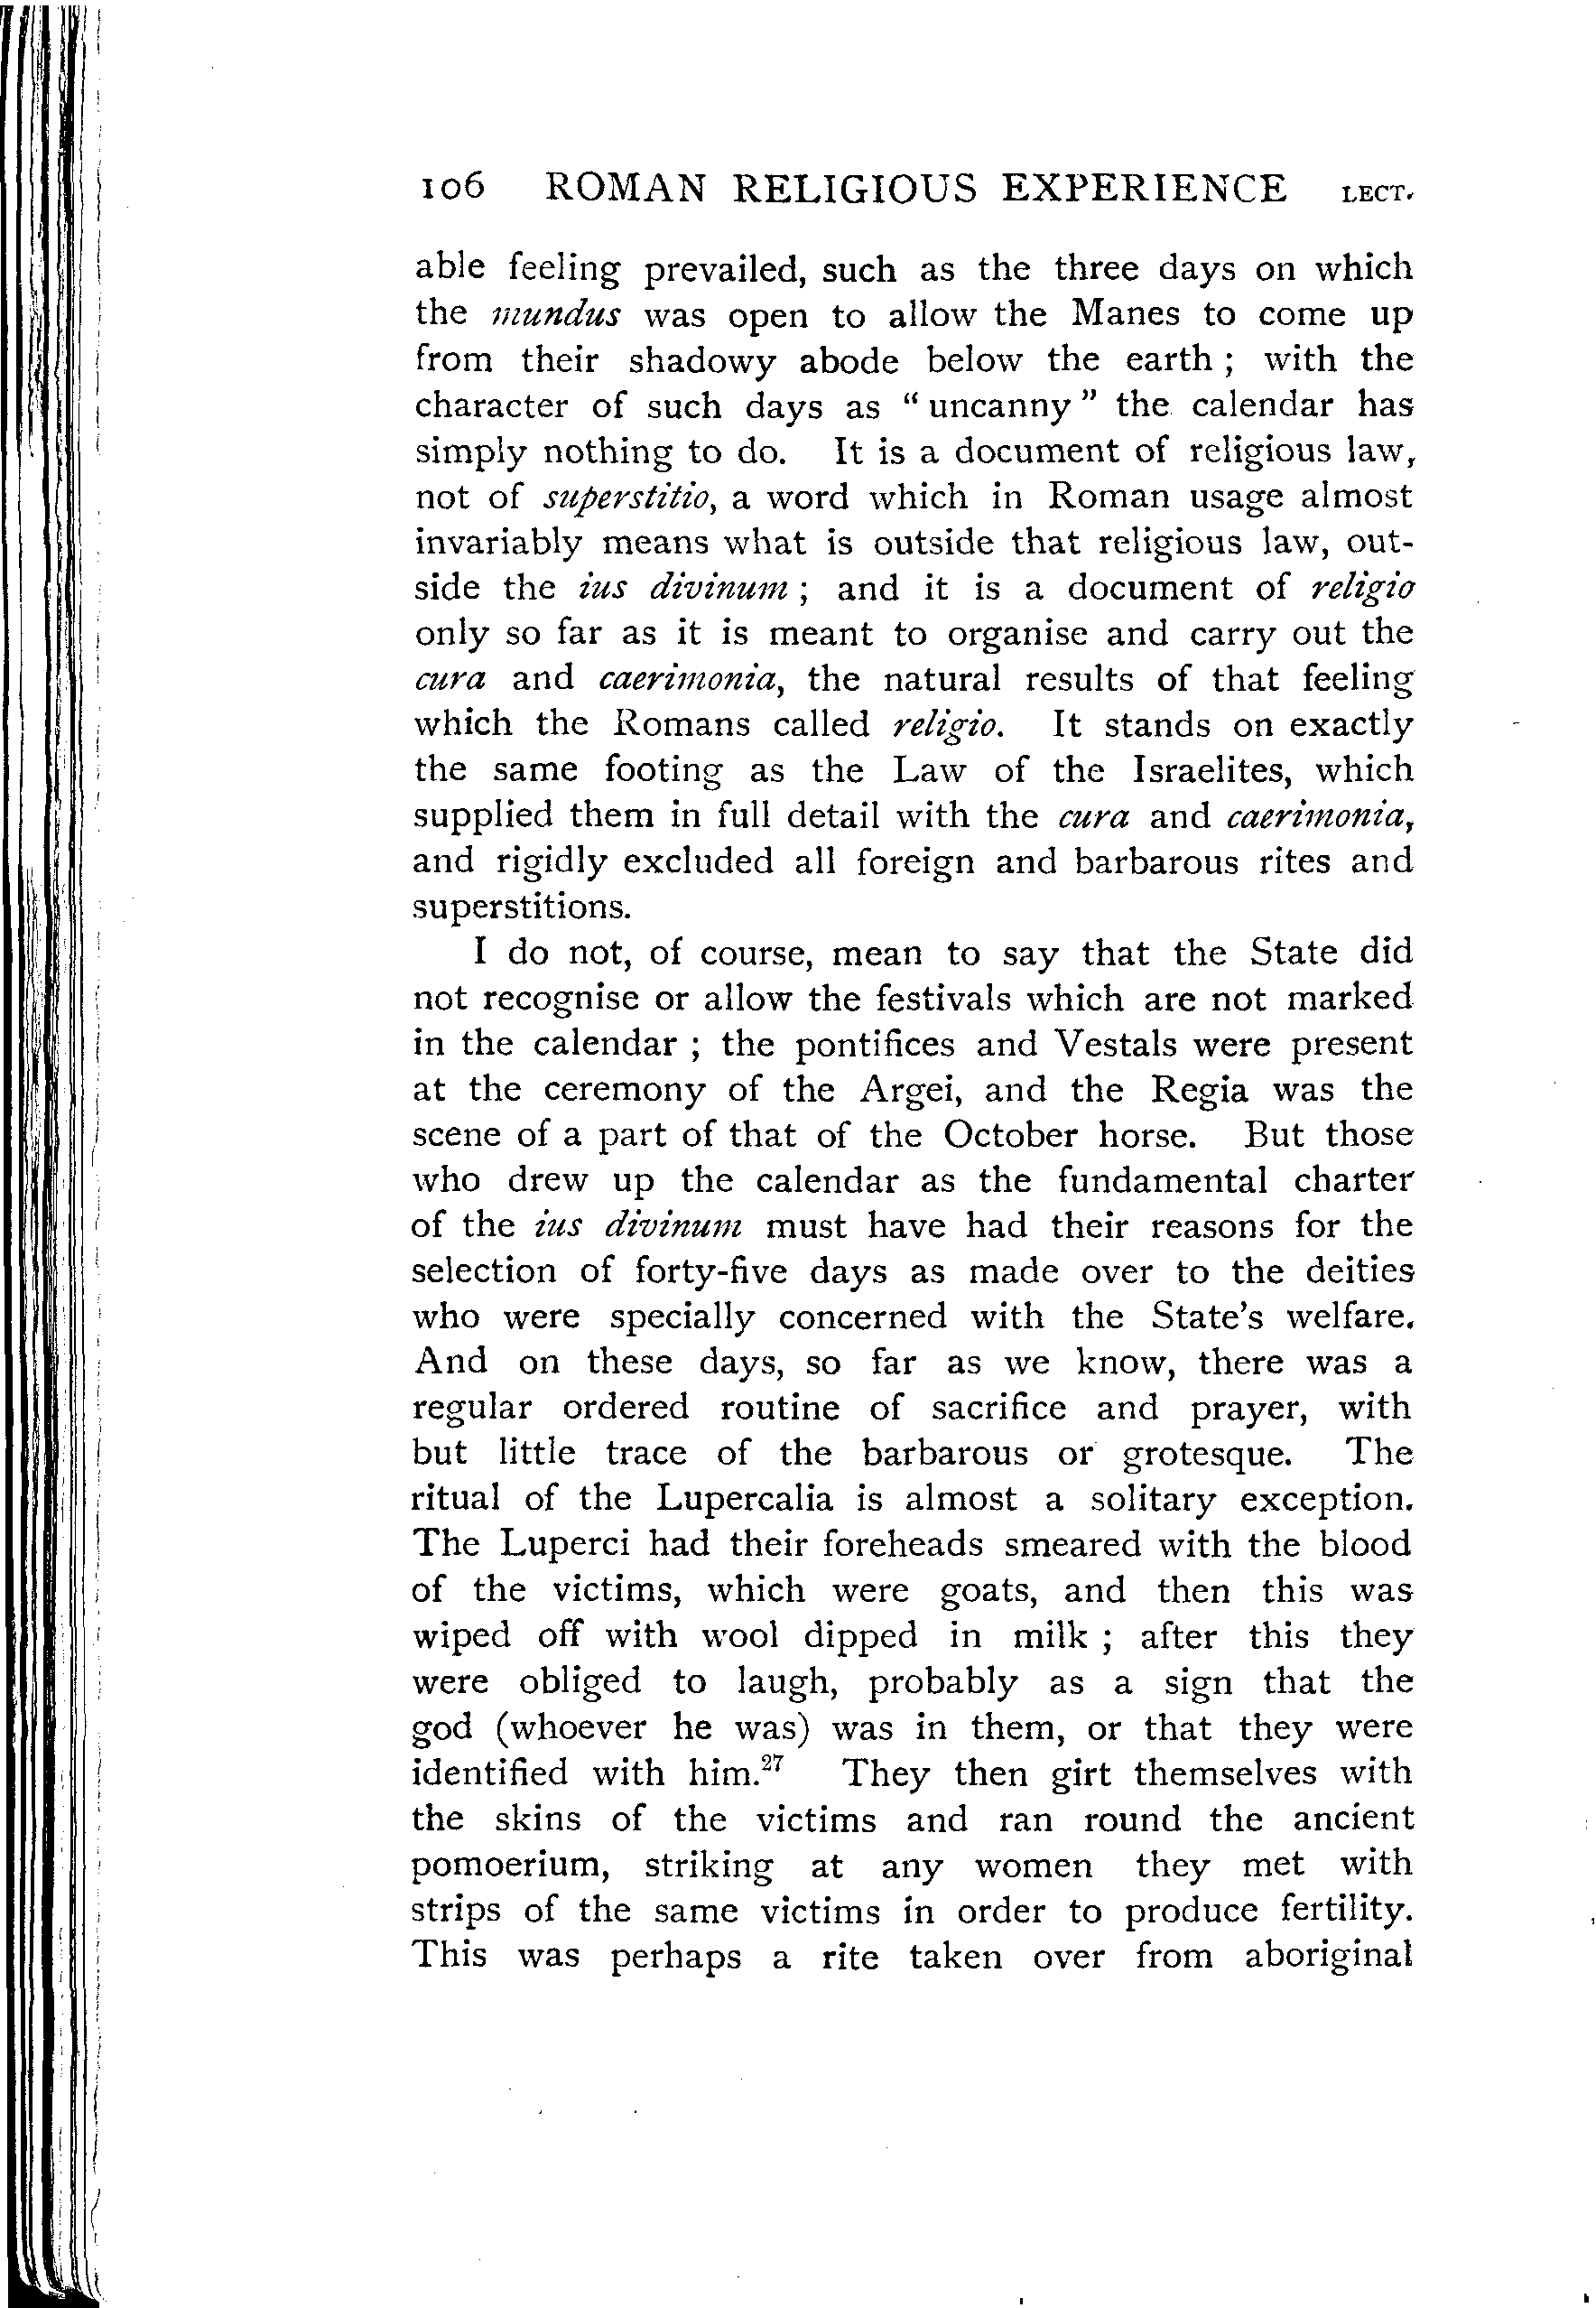 106 ROMAN RELIGIOUS EXPERIENCE LECT.
able feeling prevailed, such as the three days on which
the mundus was open to allow the Manes to come up
from their shadowy abode below the earth ; with the
character of such days as “ uncanny ” the calendar has
simply nothing to do. It is a document of religious law,
not of superstitio, a word which in Roman usage almost
invariably means what is outside that religious law, out-
side the ius divinum ; and it is a document of religio
only so far as it is meant to organise and carry out the
cura and caerimonia, the natural results of that feeling
which the Romans called religio. It stands on exactly
the same footing as the Law of the Israelites, which
supplied them in full detail with the cura and caerimonia,
and rigidly excluded all foreign and barbarous rites and
superstitions.
I do not, of course, mean to say that the State did
not recognise or allow the festivals which are not marked
in the calendar ; the pontifices and Vestals were present
at the ceremony of the Argei, and the Regia was the
scene of a part of that of the October horse. But those
who drew up the calendar as the fundamental charter
of the ius divinum must have had their reasons for the
selection of forty-five days as made over to the deities
who were specially concerned with the State’s welfare.
And on these days, so far as we know, there was a
regular ordered routine of sacrifice and prayer, with
but little trace of the barbarous or grotesque. The
ritual of the Lupercalia is almost a solitary exception.
The Luperci had their foreheads smeared with the blood
of the victims, which were goats, and then this was
wiped off with wool dipped in milk ; after this they
were obliged to laugh, probably as a sign that the
god (whoever he was) was in them, or that they were
identified with him.²⁷ They then girt themselves with
the skins of the victims and ran round the ancient
pomoerium, striking at any women they met with
strips of the same victims in order to produce fertility.
This was perhaps a rite taken over from aboriginal